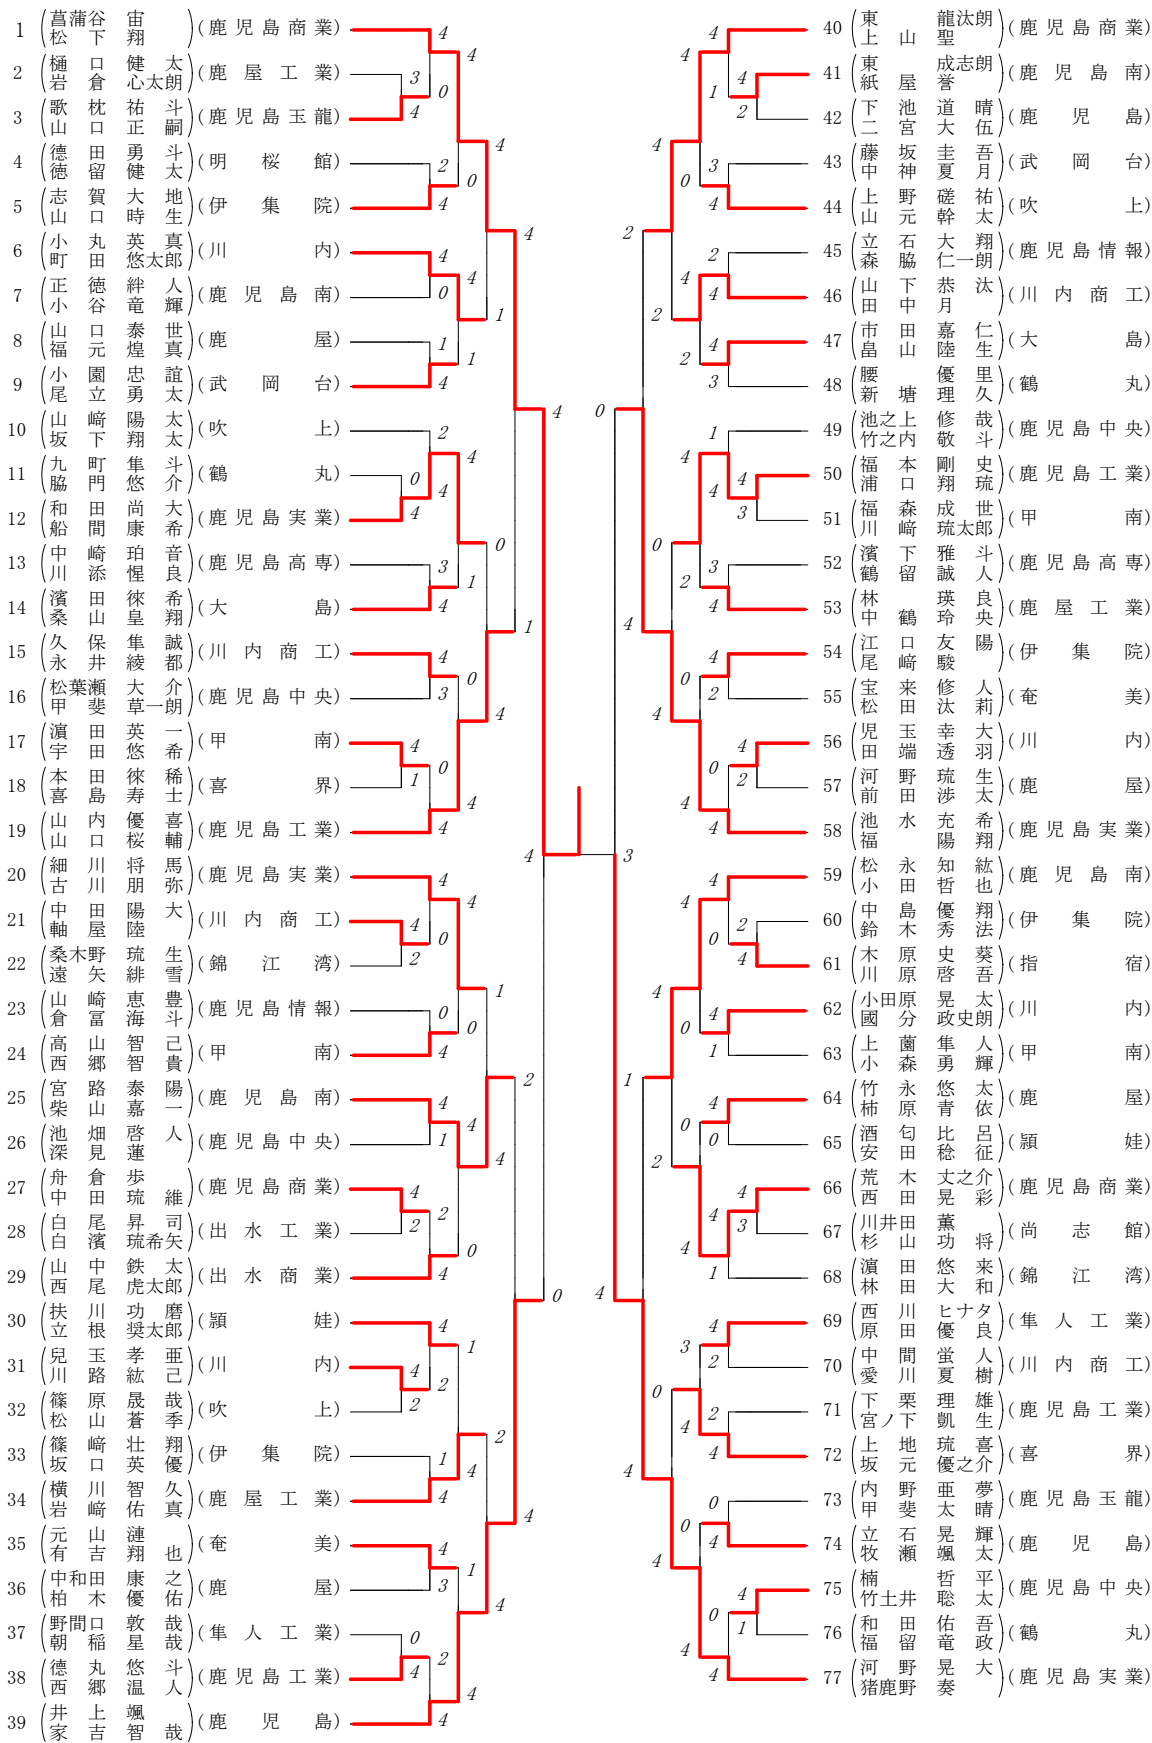 1 (菖蒲谷 宙 松下 翔)(鹿児島商業)
2 (樋口健太 岩倉心太朗)(鹿屋工業)
3 (歌枕祐斗 山口正嗣)(鹿児島玉龍)
4 (德田勇斗 徳留健太)(明桜館)
5 (志賀大地 山口時生)(伊集院)
6 (小丸英真 町田悠太郎)(川内)
7 (正徳絆人 小谷竜輝)(鹿児島南)
8 (山口泰世 福元煌真)(鹿屋)
9 (小園忠誼 尾立勇太)(武岡台)
10 (山﨑陽太 坂下翔太)(吹上)
11 (九町隼斗 脇門悠介)(鶴丸)
12 (和田尚大 船間康希)(鹿児島実業)
13 (中崎珀音 川添惺良)(鹿児島高専)
14 (濱田徠希 桑山皇翔)(大島)
15 (久保隼誠 永井綾都)(川内商工)
16 (松葉瀬大介 甲斐草一朗)(鹿児島中央)
17 (濵田英一 宇田悠希)(甲南)
18 (本田徠稀 喜島寿士)(喜界)
19 (山内優喜 山口桜輔)(鹿児島工業)
20 (細川将馬 古川朋弥)(鹿児島実業)
21 (中田陽大 軸屋陸)(川内商工)
22 (桑木野琉生 遠矢緋雪)(錦江湾)
23 (山崎恵豊 倉冨海斗)(鹿児島情報)
24 (高山智己 西郷智貴)(甲南)
25 (宮路泰陽 柴山嘉一)(鹿児島南)
26 (池畑啓人 深見蓮)(鹿児島中央)
27 (舟倉歩 中田琉維)(鹿児島商業)
28 (白尾昇司 白濱琉希矢)(出水工業)
29 (山中鉄太 西尾虎太郎)(出水商業)
30 (扶川功磨 立根奨太郎)(頴娃)
31 (兒玉孝亜 川路紘己)(川内)
32 (篠原晟哉 松山蒼季)(吹上)
33 (篠﨑壮翔 坂口英優)(伊集院)
34 (横川智久 岩﨑佑真)(鹿屋工業)
35 (元山漣 有吉翔也)(奄美)
36 (中和田康之 柏木優佑)(鹿屋)
37 (野間口敦哉 朝稲星哉)(隼人工業)
38 (德丸悠斗 西郷温人)(鹿児島工業)
39 (井上颯 家吉智哉)(鹿児島)
40 (東龍汰朗 上山聖)(鹿児島商業)
41 (東成志朗 紙屋誉)(鹿児島南)
42 (下池道晴 二宮大伍)(鹿児島)
43 (藤坂圭吾 中神夏月)(武岡台)
44 (上野磋祐 山元幹太)(吹上)
45 (立石大翔 森脇仁一朗)(鹿児島情報)
46 (山下恭汰 田中月)(川内商工)
47 (市田嘉仁 畠山陸生)(大島)
48 (腰優里 新塘理久)(鶴丸)
49 (池之上修哉 竹之内敬斗)(鹿児島中央)
50 (福本剛史 浦口翔琉)(鹿児島工業)
51 (福森成世 川﨑琉太郎)(甲南)
52 (濱下雅斗 鶴留誠人)(鹿児島高専)
53 (林瑛良 中鶴玲央)(鹿屋工業)
54 (江口友陽 尾﨑駿)(伊集院)
55 (宝来修人 松田汰莉)(奄美)
56 (児玉幸大 田端透羽)(川内)
57 (河野琉生 前田渉太)(鹿屋)
58 (池水充希 福陽翔)(鹿児島実業)
59 (松永知紘 小田哲也)(鹿児島南)
60 (中島優翔 鈴木秀法)(伊集院)
61 (木原史葵 川原啓吾)(指宿)
62 (小田原晃太 國分政史朗)(川内)
63 (上薗隼人 小森勇輝)(甲南)
64 (竹永悠太 柿原青依)(鹿屋)
65 (酒匂比呂 安田稔征)(頴娃)
66 (荒木丈之介 西田晃彩)(鹿児島商業)
67 (川井田薫 杉山功将)(尚志館)
68 (濵田悠来 林田大和)(錦江湾)
69 (西川ヒナタ 原田優良)(隼人工業)
70 (中間蛍人 愛川夏樹)(川内商工)
71 (下栗理雄 宮ノ下凱生)(鹿児島工業)
72 (上地琉喜 坂元優之介)(喜界)
73 (内野亜夢 甲斐太晴)(鹿児島玉龍)
74 (立石晃輝 牧瀬颯太)(鹿児島)
75 (楠哲平 竹土井聡太)(鹿児島中央)
76 (和田佑吾 福留竜政)(鶴丸)
77 (河野晃大 猪鹿野奏)(鹿児島実業)